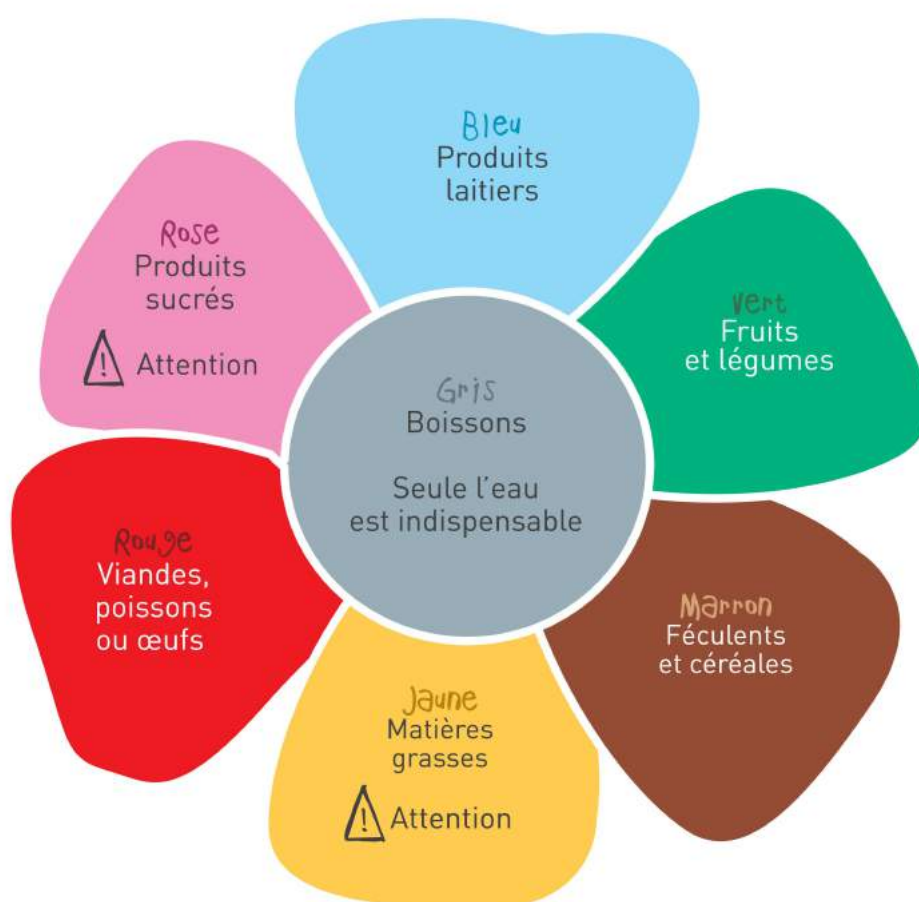 Bleu
Produits
laitiers
Rose
Produits
sucrés
Attention
Vert
Fruits
et légumes
Gris
Boissons
Seule l'eau
est indispensable
Rouge
Viandes,
poissons
ou œufs
Marron
Féculents
et céréales
Jaune
Matières
grasses
Attention